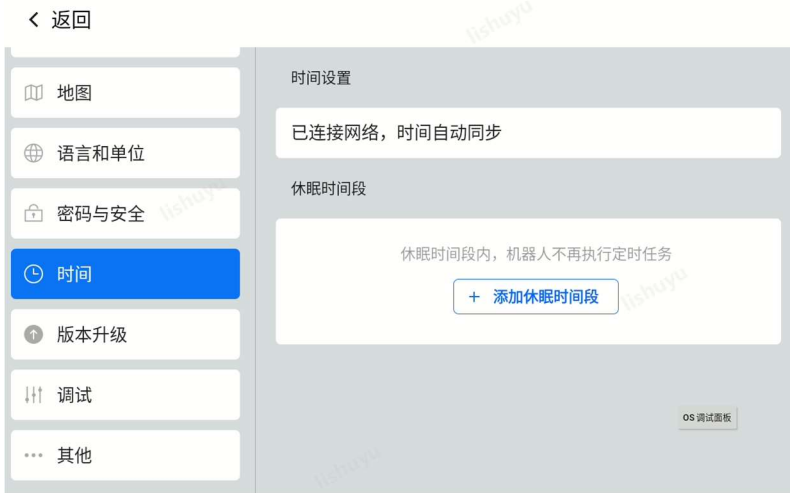 返回
lishuyu
地图
语言和单位
密码与安全
lishuyu
时间
版本升级
调试
其他
时间设置
已连接网络，时间自动同步
休眠时间段
休眠时间段内，机器人不再执行定时任务
+ 添加休眠时间段
lishuyu
OS 调试面板
lishuyu